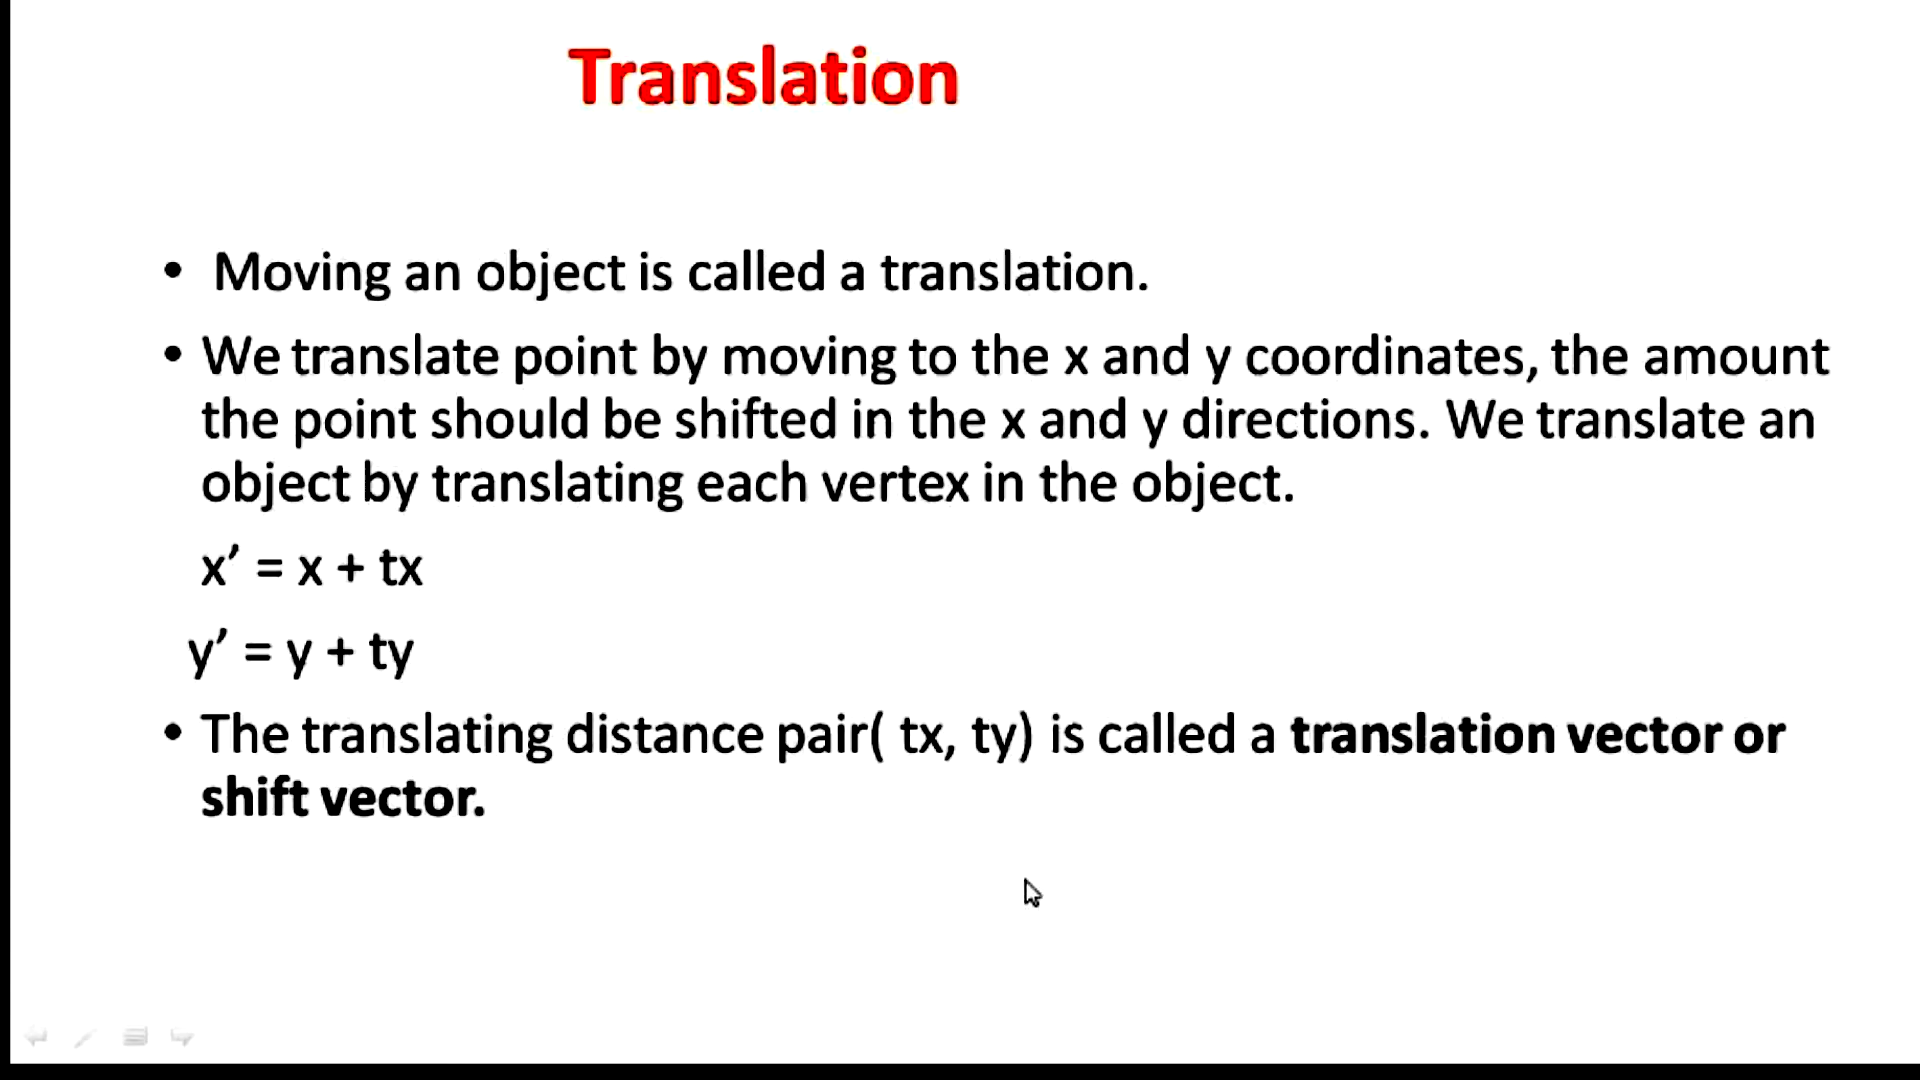 Translation
• Moving an object is called a translation.
• We translate point by moving to the x and y coordinates, the amount
the point should be shifted in the x and y directions. We translate an
object by translating each vertex in the object.
x′ = x + tx
y′ = y + ty
• The translating distance pair( tx, ty) is called a translation vector or
shift vector.